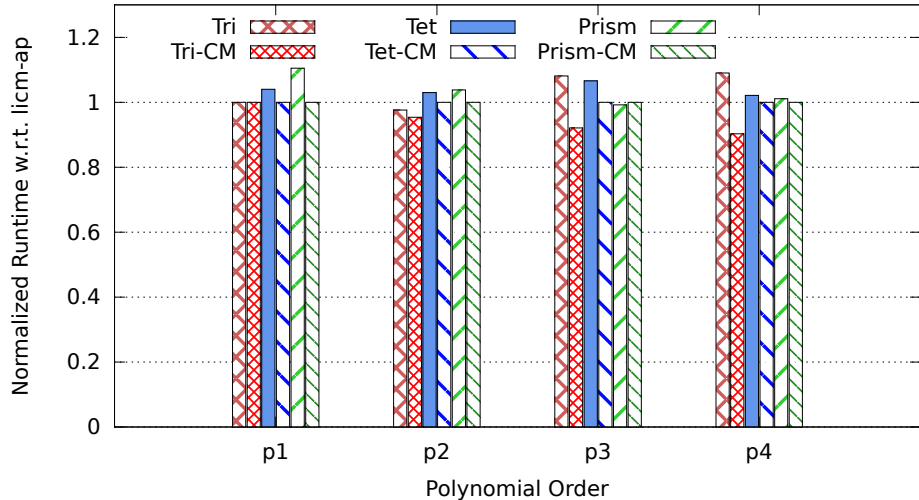 Tri Tet Prism
Tri-CM Tet-CM Prism-CM
Normalized Runtime w.r.t. licm-ap
1.2
1
0.8
0.6
0.4
0.2
0
p1 p2 p3 p4
Polynomial Order